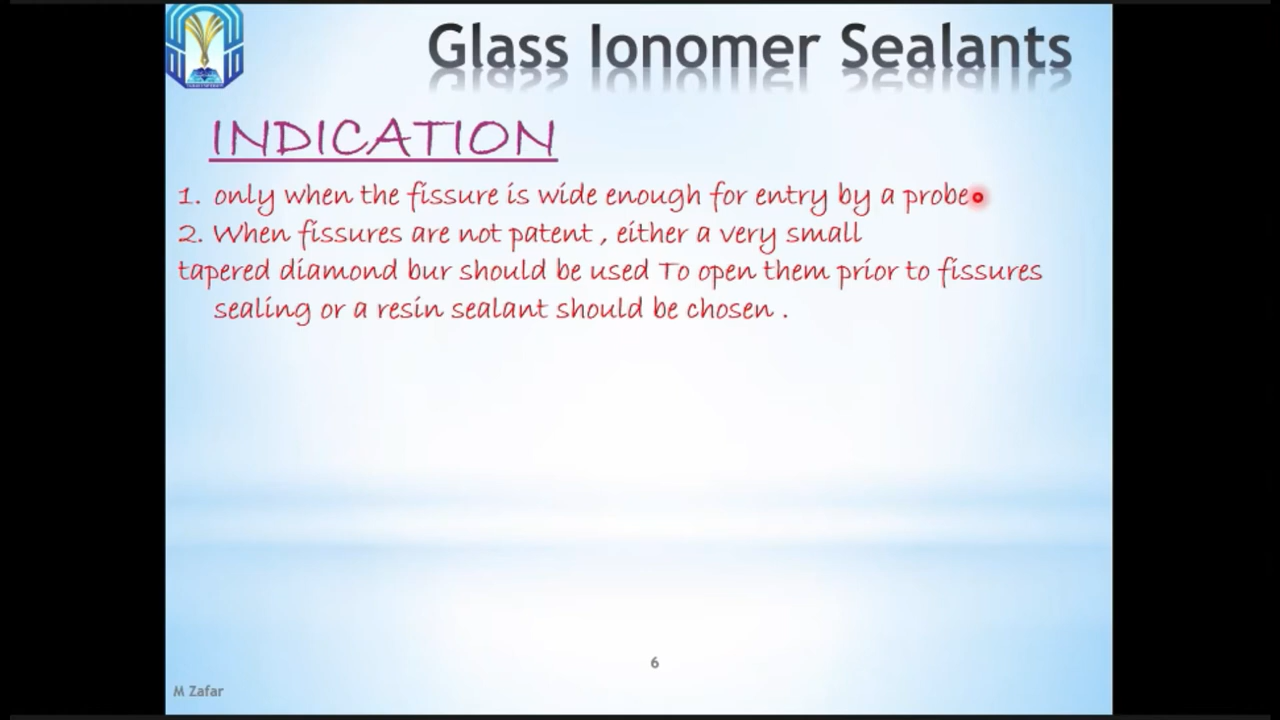 Glass Ionomer Sealants
INDICATION
1. only when the fissure is wide enough for entry by a probe
2. When fissures are not patent , either a very small
tapered diamond bur should be used To open them prior to fissures
sealing or a resin sealant should be chosen .
6
M Zafar